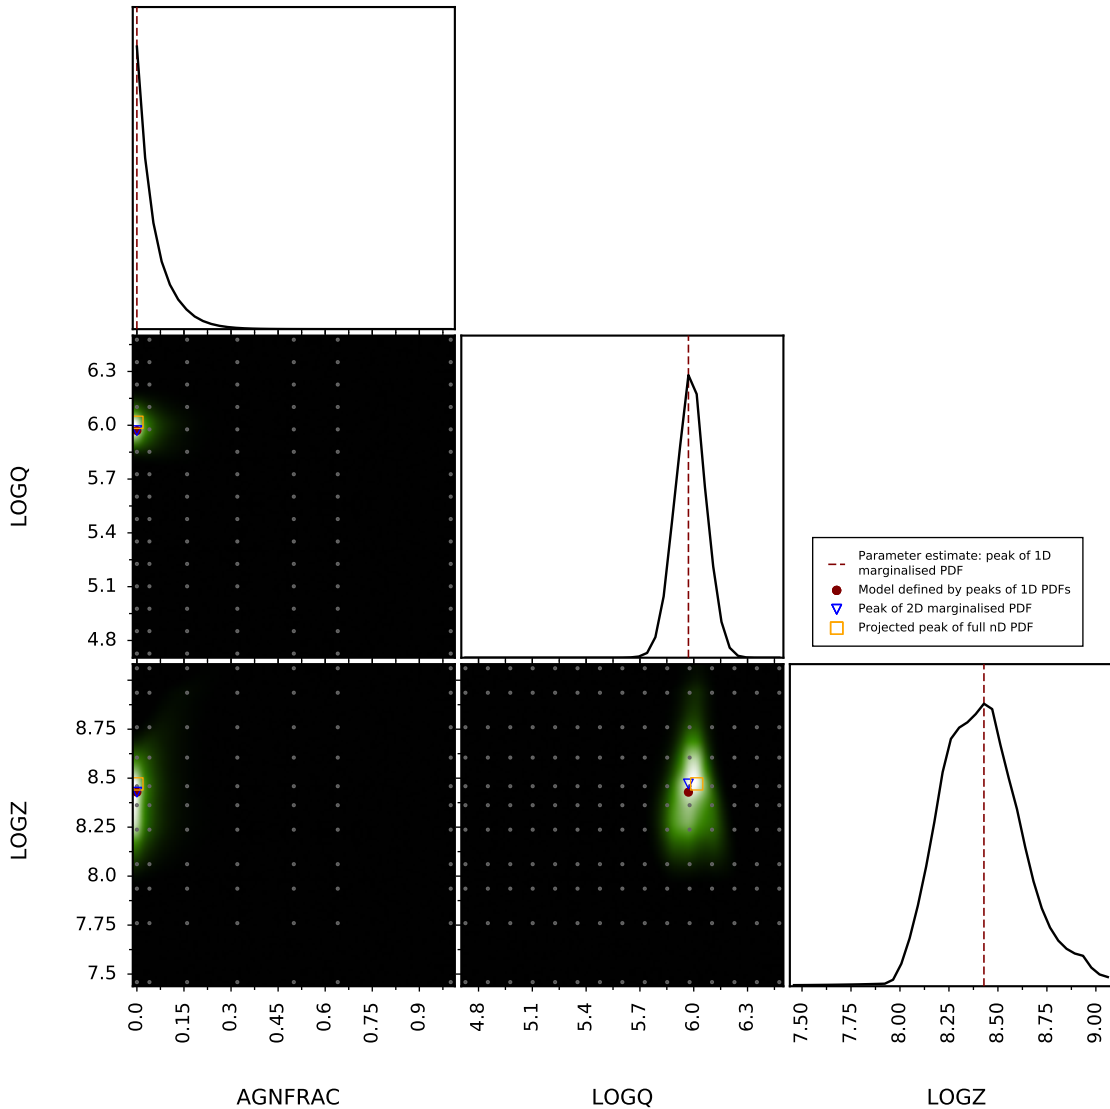 6.3
6.0
5.7
5.4
5.1
4.8
LOGQ
Parameter estimate: peak of 1D
marginalised PDF
Model defined by peaks of 1D PDFs
Peak of 2D marginalised PDF
Projected peak of full nD PDF
8.75
8.5
8.25
8.0
7.75
7.5
LOGZ
0.0 0.15 0.3 0.45 0.6 0.75 0.9
4.8 5.1 5.4 5.7 6.0 6.3
7.50 7.75 8.00 8.25 8.50 8.75 9.00
AGNFRAC LOGQ LOGZ